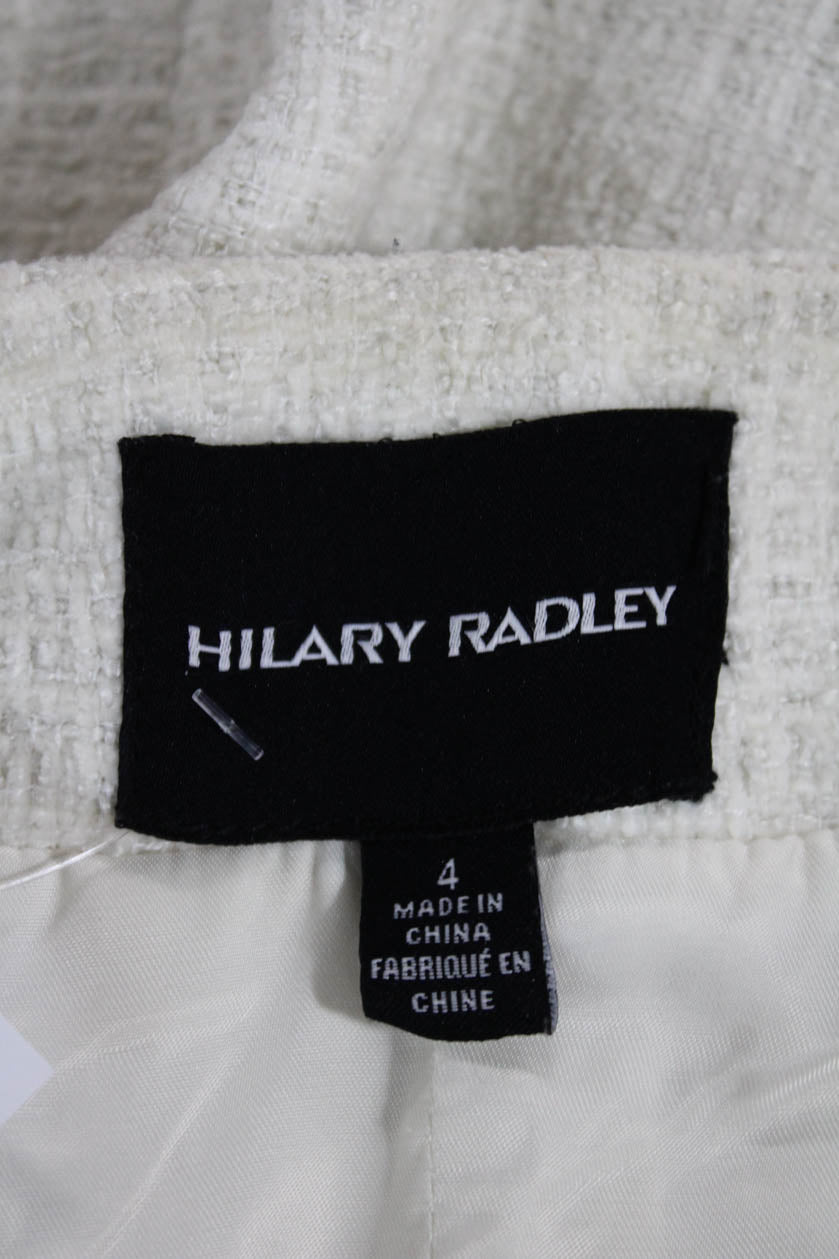 HILARY RADLEY
4
MADE IN
CHINA
FABRIQUÉ EN
CHINE